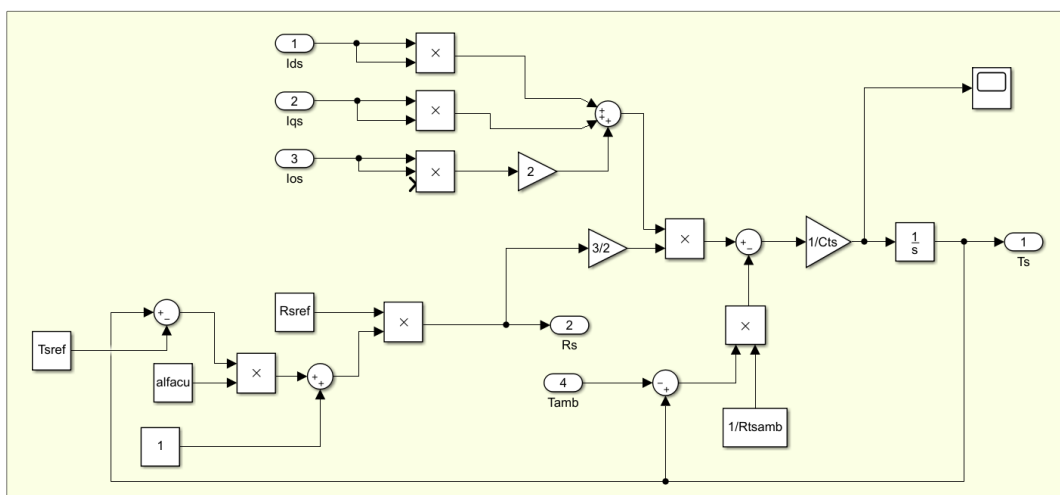 1
Ids
×
2
Iqs
×
3
Ios
×
2
+
+
+
3/2
×
+
−
1/Cts
1
s
1
Ts
Tsref
+
−
Rsref
×
2
Rs
alfacu
×
+
+
1
4
Tamb
−
+
×
1/Rtsamb